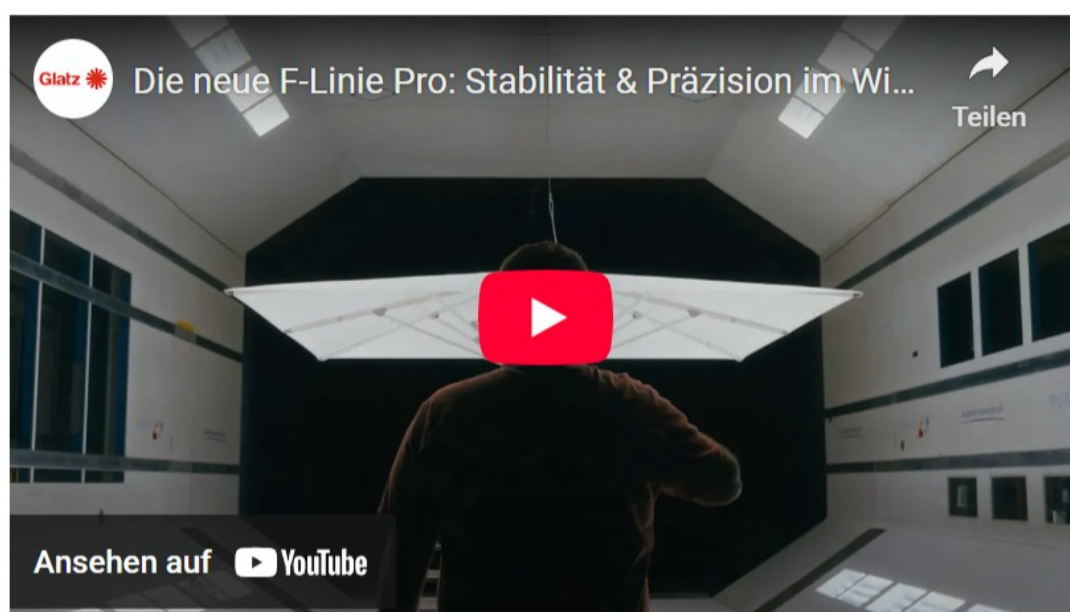 Glatz
Die neue F-Linie Pro: Stabilität & Präzision im Wi...
Teilen
Ansehen auf YouTube